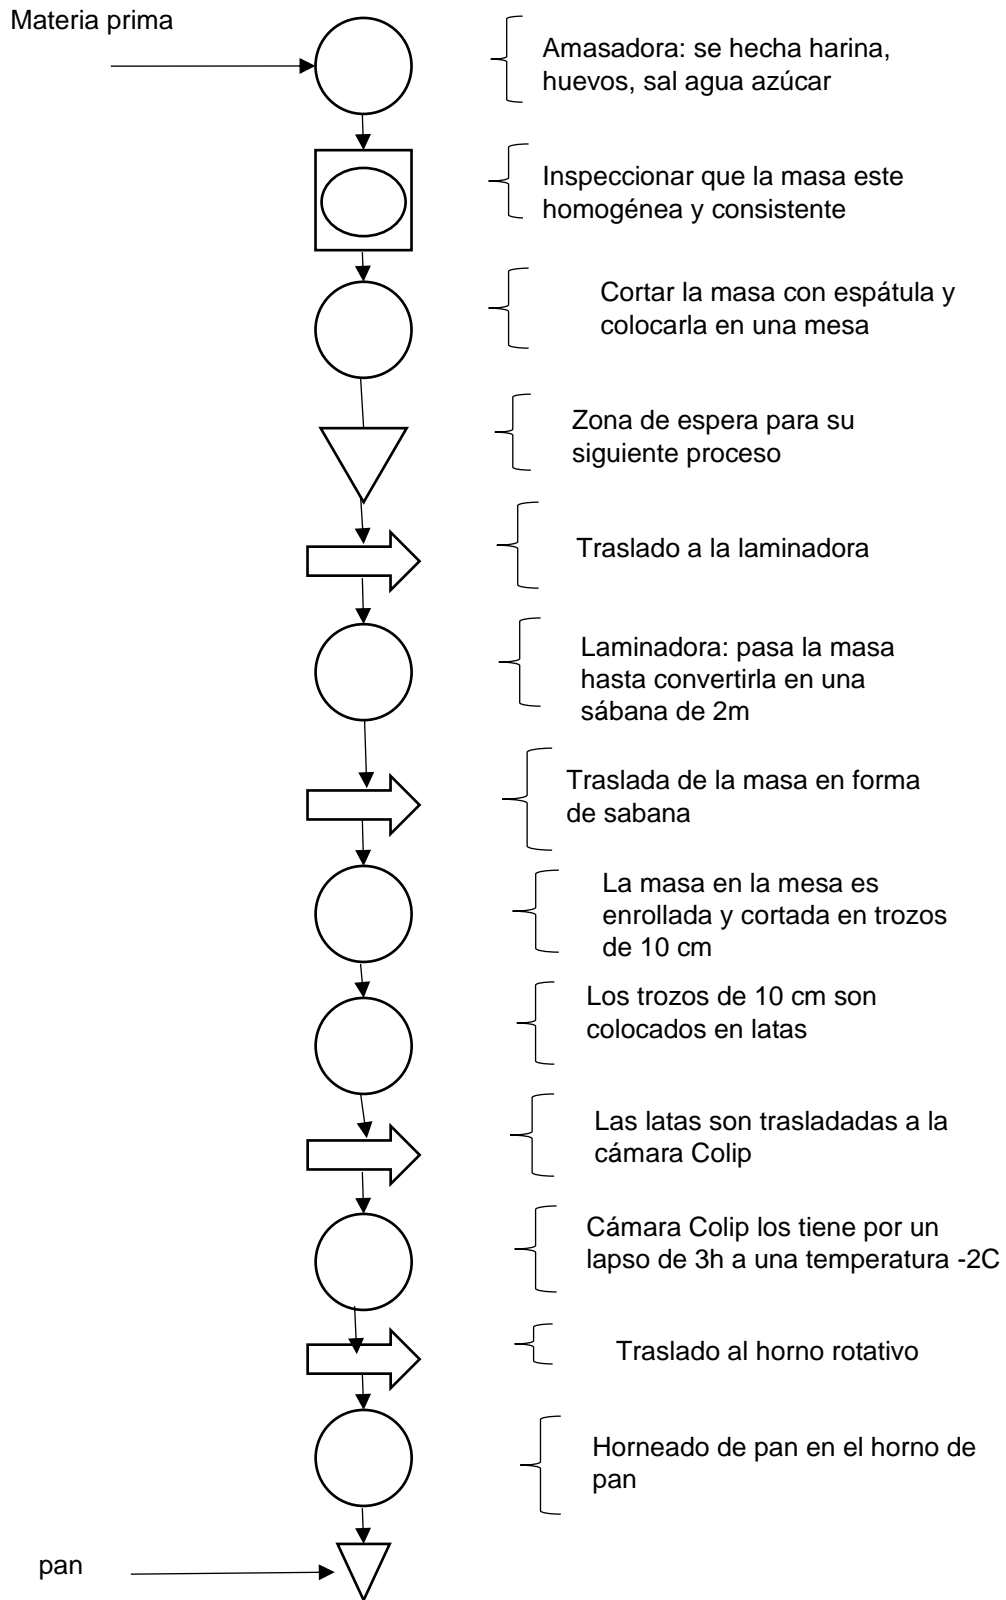 Materia prima
Amasadora: se hecha harina,
huevos, sal agua azúcar
Inspeccionar que la masa este
homogénea y consistente
Cortar la masa con espátula y
colocarla en una mesa
Zona de espera para su
siguiente proceso
Traslado a la laminadora
Laminadora: pasa la masa
hasta convertirla en una
sábana de 2m
Traslada de la masa en forma
de sabana
La masa en la mesa es
enrollada y cortada en trozos
de 10 cm
Los trozos de 10 cm son
colocados en latas
Las latas son trasladadas a la
cámara Colip
Cámara Colip los tiene por un
lapso de 3h a una temperatura -2C
Traslado al horno rotativo
Horneado de pan en el horno de
pan
pan